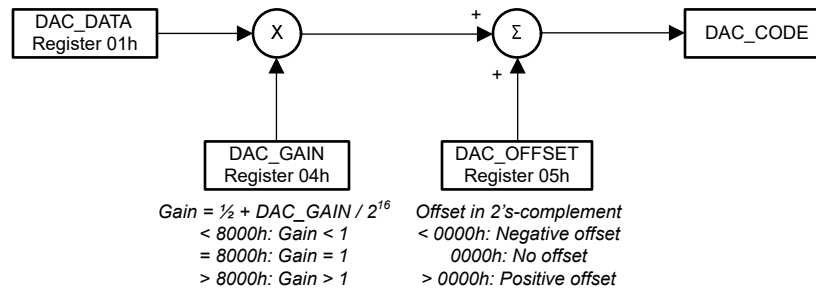 DAC_DATA
Register 01h
X
+
Σ
+
DAC_CODE
DAC_GAIN
Register 04h
DAC_OFFSET
Register 05h
Gain = ½ + DAC_GAIN / 2¹⁶
< 8000h: Gain < 1
= 8000h: Gain = 1
> 8000h: Gain > 1
Offset in 2's-complement
< 0000h: Negative offset
0000h: No offset
> 0000h: Positive offset